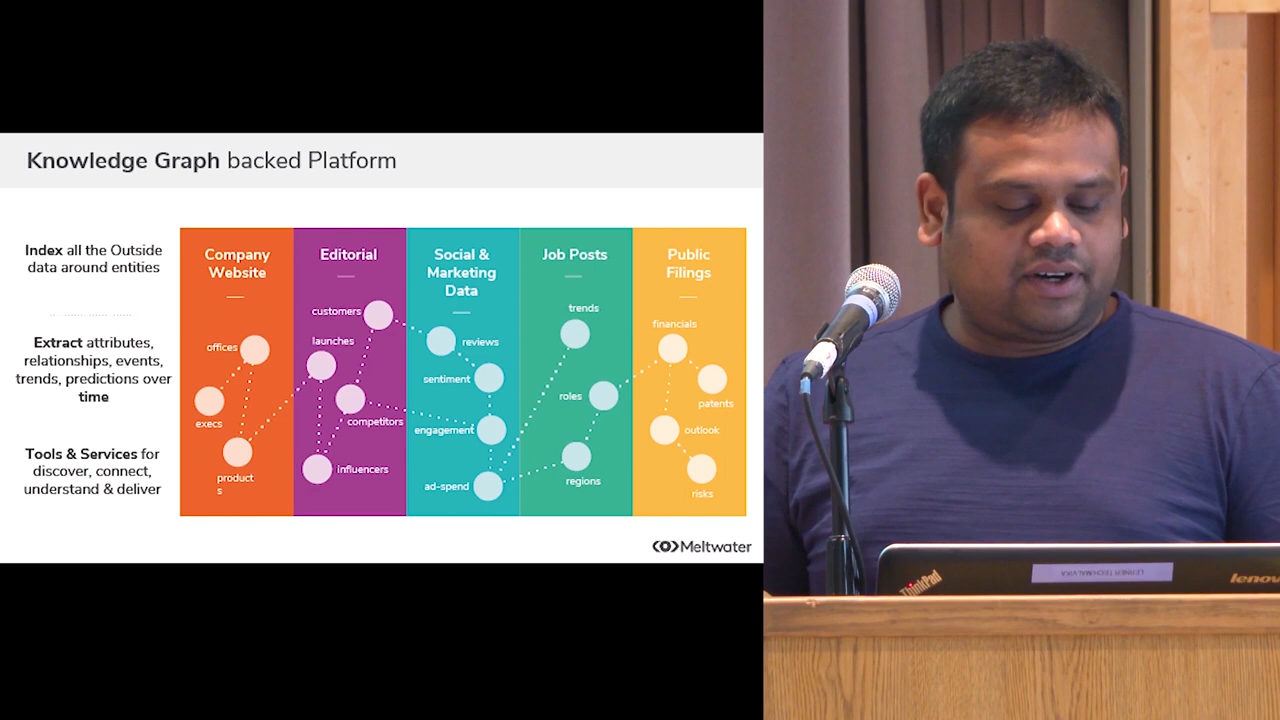 Knowledge Graph backed Platform
Index all the Outside
data around entities
Extract attributes,
relationships, events,
trends, predictions over
time
Tools & Services for
discover, connect,
understand & deliver
Company
Website
offices
execs
product
s
Editorial
customers
launches
competitors
influencers
Social &
Marketing
Data
reviews
sentiment
engagement
ad-spend
Job Posts
trends
roles
regions
Public
Filings
financials
patents
outlook
risks
Meltwater
ThinkPad
lenov